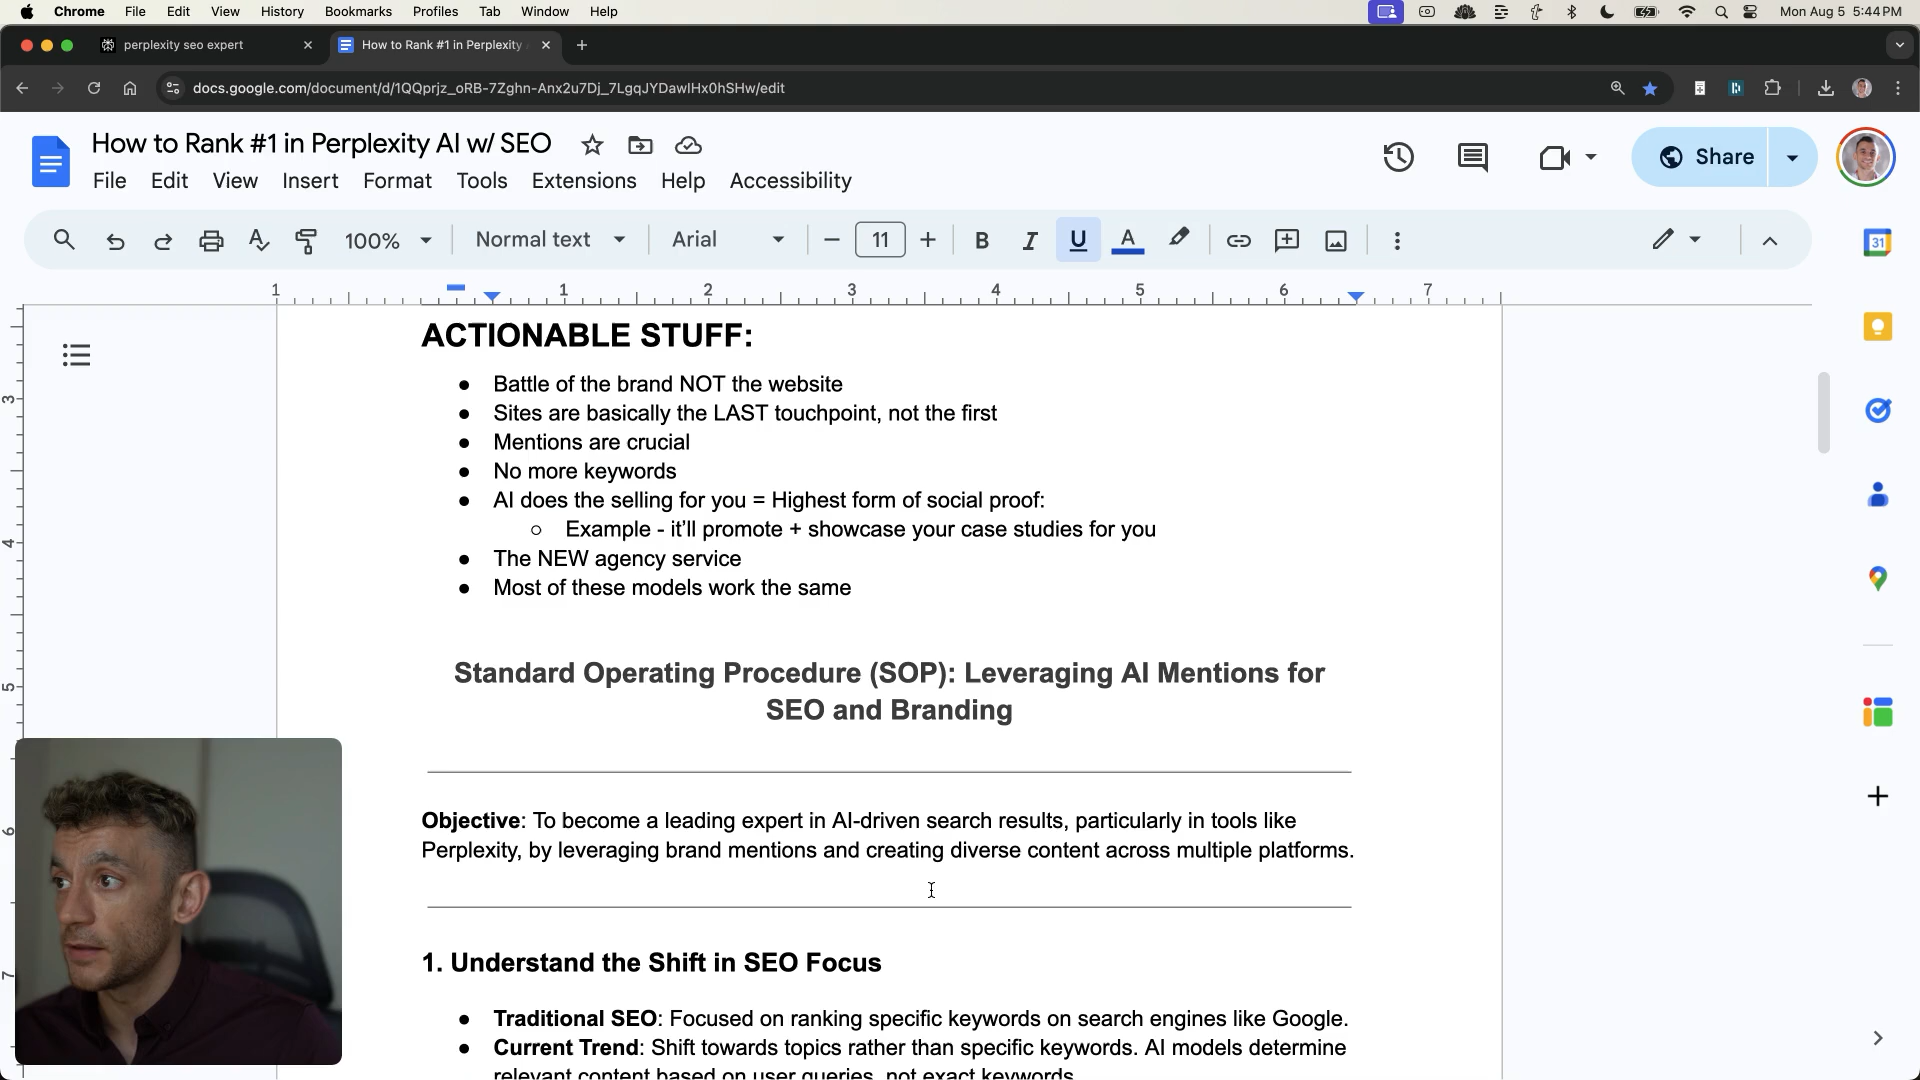 Chrome File Edit View History Bookmarks Profiles Tab Window Help Mon Aug 5 5:44 PM
perplexity seo expert How to Rank #1 in Perplexity
docs.google.com/document/d/1QQprjz_oRB-7Zghn-Anx2u7Dj_7LgqJYDawIHx0hSHw/edit
How to Rank #1 in Perplexity AI w/ SEO
Share
File Edit View Insert Format Tools Extensions Help Accessibility
100% Normal text Arial 11
31
1 1 2 3 4 5 6 7
ACTIONABLE STUFF:
● Battle of the brand NOT the website
3
● Sites are basically the LAST touchpoint, not the first
● Mentions are crucial
● No more keywords
● AI does the selling for you = Highest form of social proof:
○ Example - it’ll promote + showcase your case studies for you
4
● The NEW agency service
● Most of these models work the same
Standard Operating Procedure (SOP): Leveraging AI Mentions for
5
SEO and Branding
Objective: To become a leading expert in AI-driven search results, particularly in tools like
6
Perplexity, by leveraging brand mentions and creating diverse content across multiple platforms.
1. Understand the Shift in SEO Focus
7
● Traditional SEO: Focused on ranking specific keywords on search engines like Google.
● Current Trend: Shift towards topics rather than specific keywords. AI models determine
relevant content based on user queries, not exact keywords.